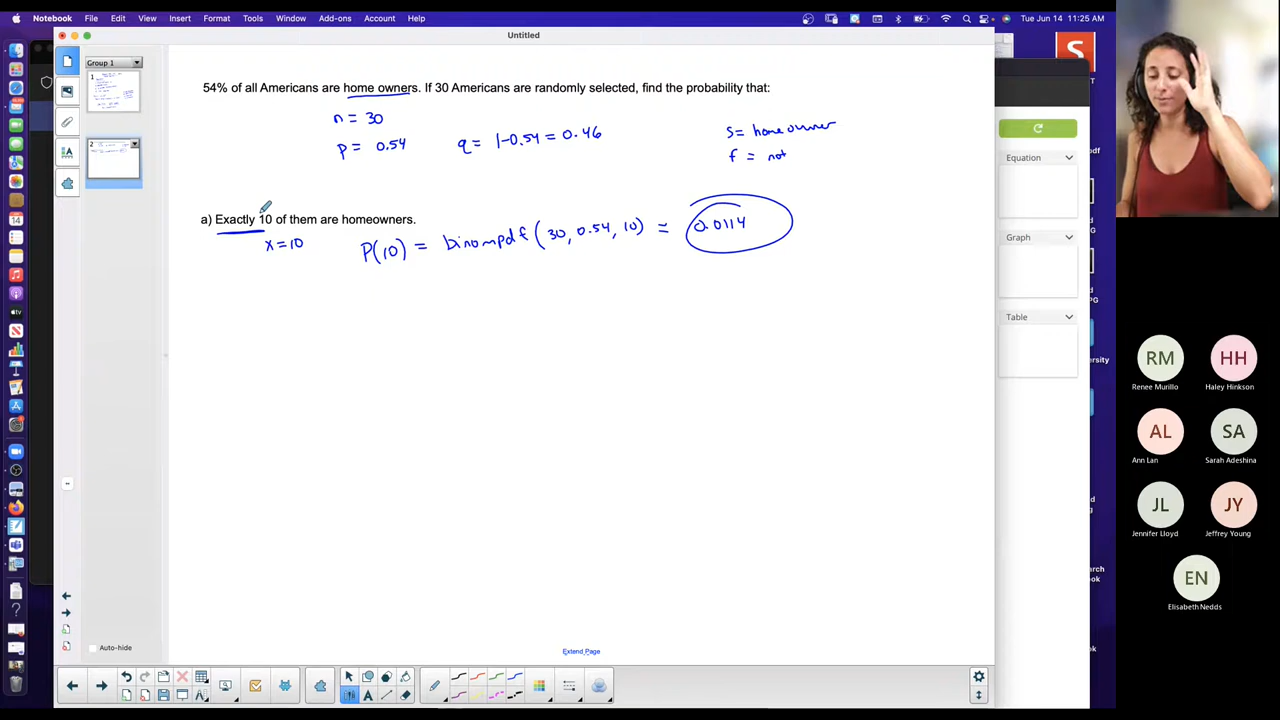 Notebook File Edit View Insert Format Tools Window Add-ons Account Help
Tue Jun 14 11:25 AM
Untitled
Group 1
1
2
54% of all Americans are home owners. If 30 Americans are randomly selected, find the probability that:
n = 30
p = 0.54
q = 1-0.54 = 0.46
s = homeowner
f = not
a) Exactly 10 of them are homeowners.
x=10
P(10) = binompdf (30, 0.54, 10) = 0.0114
Extend Page
Auto-hide
Equation
Graph
Table
S
RM
Renee Murillo
HH
Haley Hinkson
AL
Ann Lan
SA
Sarah Adeshina
JL
Jennifer Lloyd
JY
Jeffrey Young
EN
Elisabeth Nedds